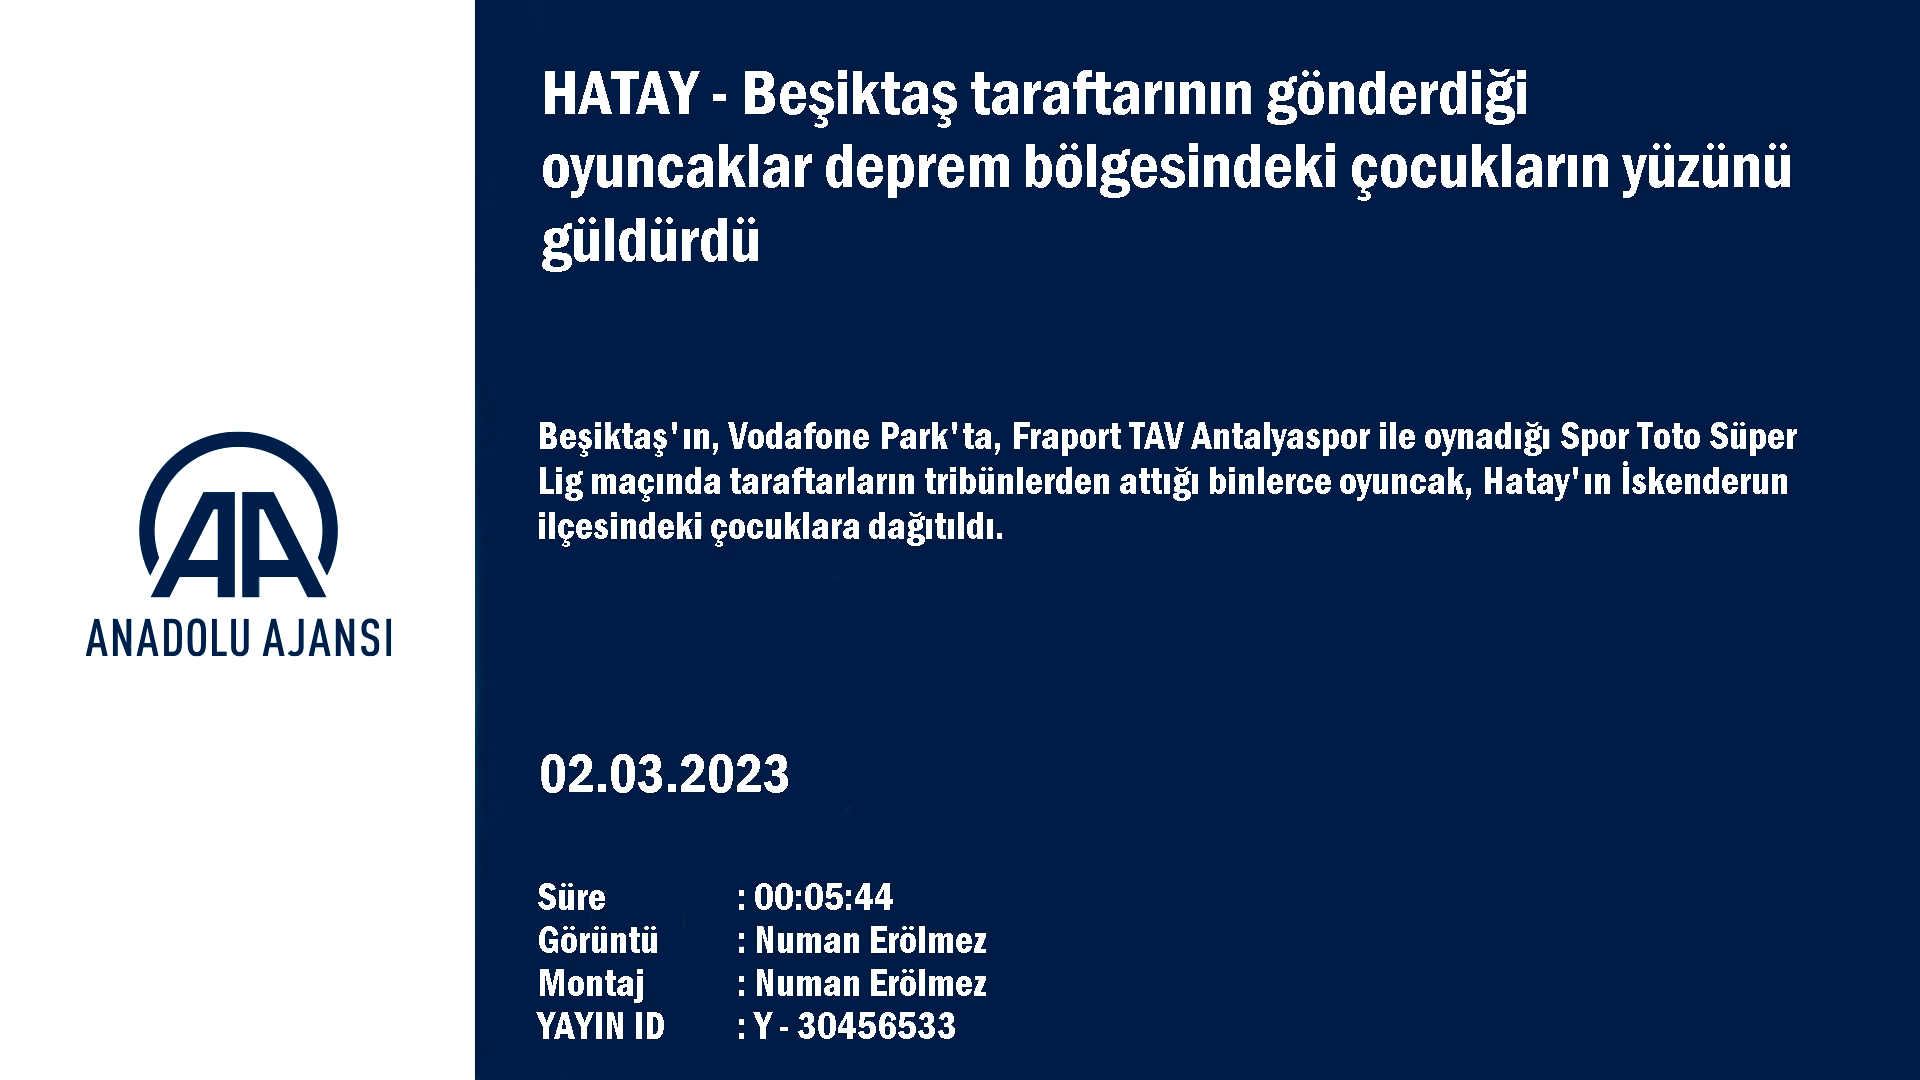 HATAY - Beşiktaş taraftarının gönderdiği
oyuncaklar deprem bölgesindeki çocukların yüzünü
güldürdü
Beşiktaş'ın, Vodafone Park'ta, Fraport TAV Antalyaspor ile oynadığı Spor Toto Süper
Lig maçında taraftarların tribünlerden attığı binlerce oyuncak, Hatay'ın İskenderun
ilçesindeki çocuklara dağıtıldı.
AA
ANADOLU AJANSI
02.03.2023
Süre : 00:05:44
Görüntü : Numan Erölmez
Montaj : Numan Erölmez
YAYIN ID : Y - 30456533